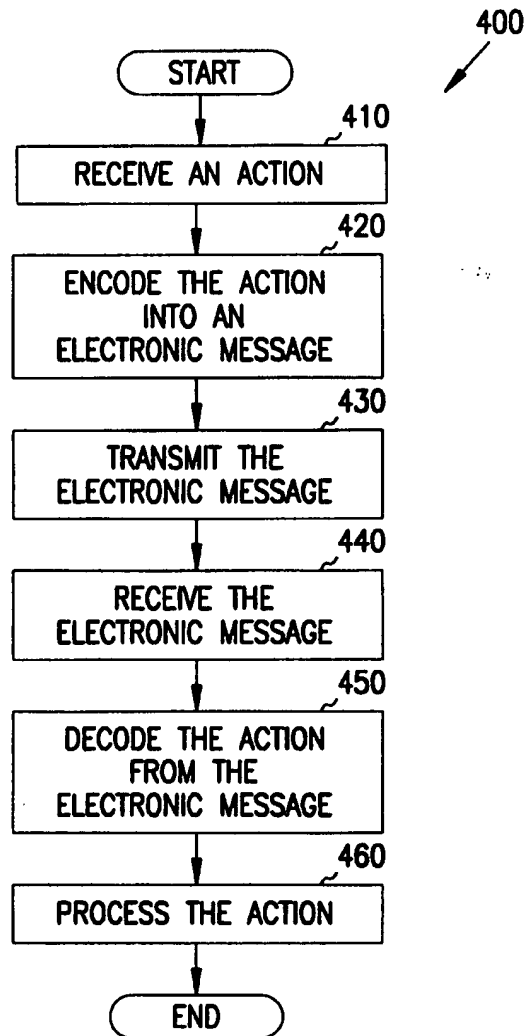 400
START
410
RECEIVE AN ACTION
420
ENCODE THE ACTION
INTO AN
ELECTRONIC MESSAGE
430
TRANSMIT THE
ELECTRONIC MESSAGE
440
RECEIVE THE
ELECTRONIC MESSAGE
450
DECODE THE ACTION
FROM THE
ELECTRONIC MESSAGE
460
PROCESS THE ACTION
END